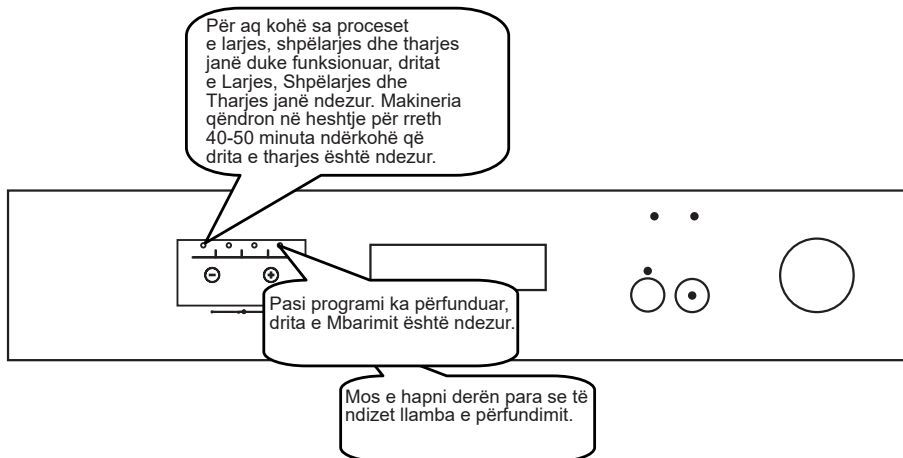 Për aq kohë sa proceset
e larjes, shpëlarjes dhe tharjes
janë duke funksionuar, dritat
e Larjes, Shpëlarjes dhe
Tharjes janë ndezur. Makineria
qëndron në heshtje për rreth
40-50 minuta ndërkohë që
drita e tharjes është ndezur.
Pasi programi ka përfunduar,
drita e Mbarimit është ndezur.
Mos e hapni derën para se të
ndizet llamba e përfundimit.